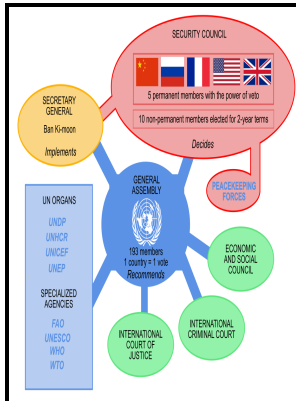 SECURITY COUNCIL
5 permanent members with the power of veto
10 non-permanent members elected for 2-year terms
Decides
SECRETARY
GENERAL
Ban Ki-moon
Implements
PEACEKEEPING
FORCES
GENERAL
ASSEMBLY
193 members
1 country = 1 vote
Recommends
UN ORGANS
UNDP
UNHCR
UNICEF
UNEP
SPECIALIZED
AGENCIES
FAO
UNESCO
WHO
WTO
ECONOMIC
AND SOCIAL
COUNCIL
INTERNATIONAL
CRIMINAL COURT
INTERNATIONAL
COURT OF
JUSTICE